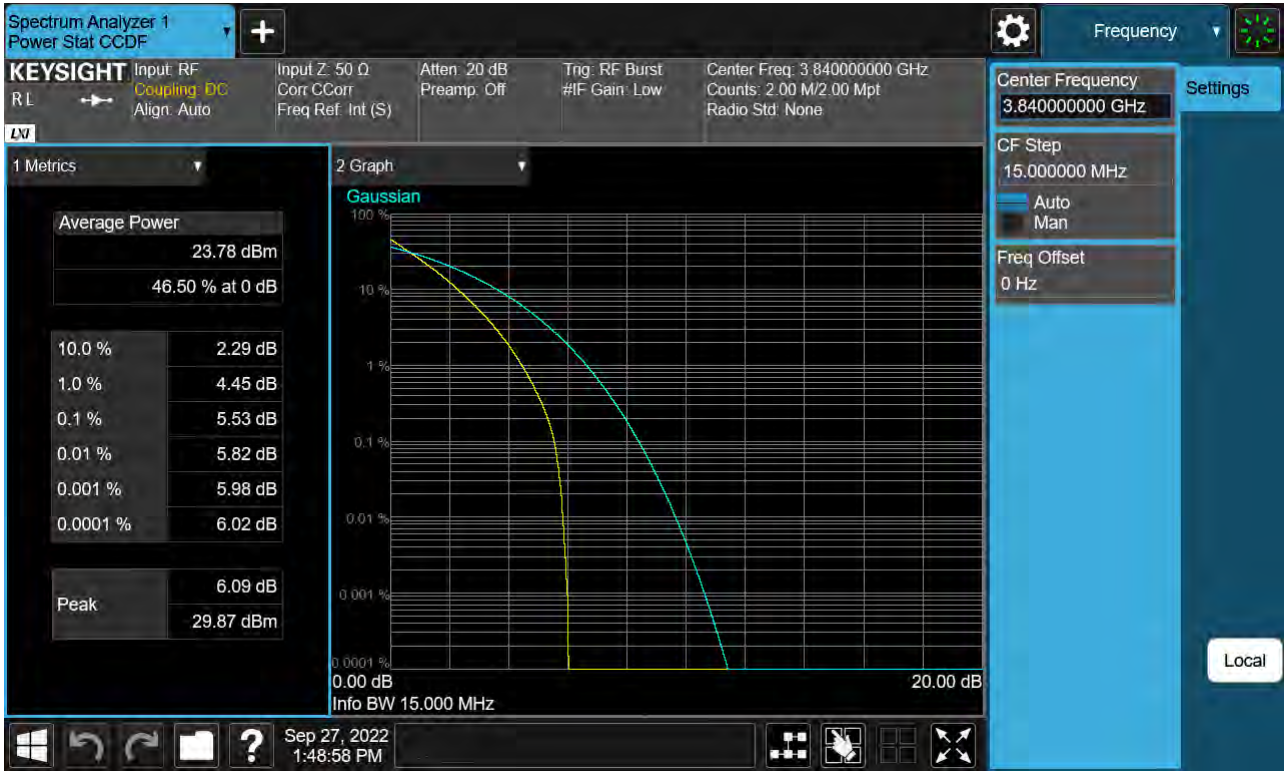 Spectrum Analyzer 1
Power Stat CCDF
+
Frequency
KEYSIGHT
RL
LXI
Input: RF
Coupling: DC
Align: Auto
Input Z: 50 Ω
Corr CCorr
Freq Ref: Int (S)
Atten: 20 dB
Preamp: Off
Trig: RF Burst
#IF Gain: Low
Center Freq: 3.840000000 GHz
Counts: 2.00 M/2.00 Mpt
Radio Std: None
Center Frequency
3.840000000 GHz
Settings
CF Step
15.000000 MHz
Auto
Man
Freq Offset
0 Hz
1 Metrics
Average Power
23.78 dBm
46.50 % at 0 dB
10.0 % 2.29 dB
1.0 % 4.45 dB
0.1 % 5.53 dB
0.01 % 5.82 dB
0.001 % 5.98 dB
0.0001 % 6.02 dB
Peak
6.09 dB
29.87 dBm
2 Graph
Gaussian
100 %
10 %
1 %
0.1 %
0.01 %
0.001 %
0.0001 %
0.00 dB 20.00 dB
Info BW 15.000 MHz
Local
?
Sep 27, 2022
1:48:58 PM